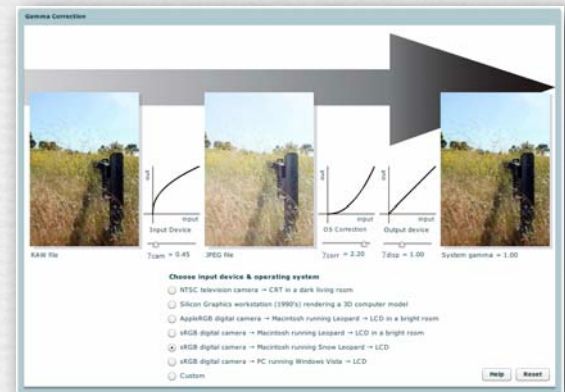 Gamma Correction
out
input
Input Device
out
input
OS Correction
out
input
Output device
RAW file
γcam = 0.45
JPEG file
γcorr = 2.20
γdisp = 1.00
System gamma = 1.00
Choose input device & operating system
NTSC television camera → CRT in a dark living room
Silicon Graphics workstation (1990's) rendering a 3D computer model
AppleRGB digital camera → Macintosh running Leopard → LCD in a bright room
sRGB digital camera → Macintosh running Leopard → LCD in a bright room
sRGB digital camera → Macintosh running Snow Leopard → LCD
sRGB digital camera → PC running Windows Vista → LCD
Custom
Help
Reset